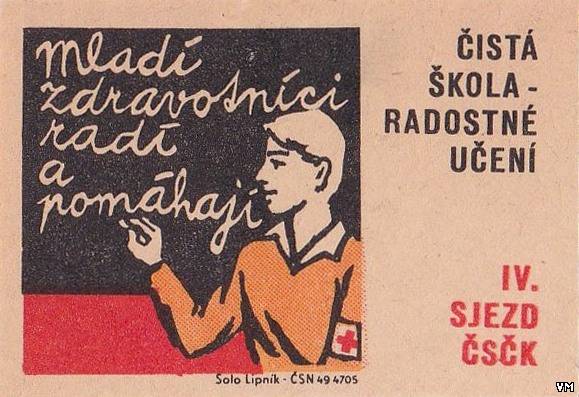 mladí
zdravotníci
radí
a
pomáhají
ČISTÁ
ŠKOLA -
RADOSTNÉ
UČENÍ
IV.
SJEZD
ČSČK
Solo Lipník - ČSN 49 4705
VM